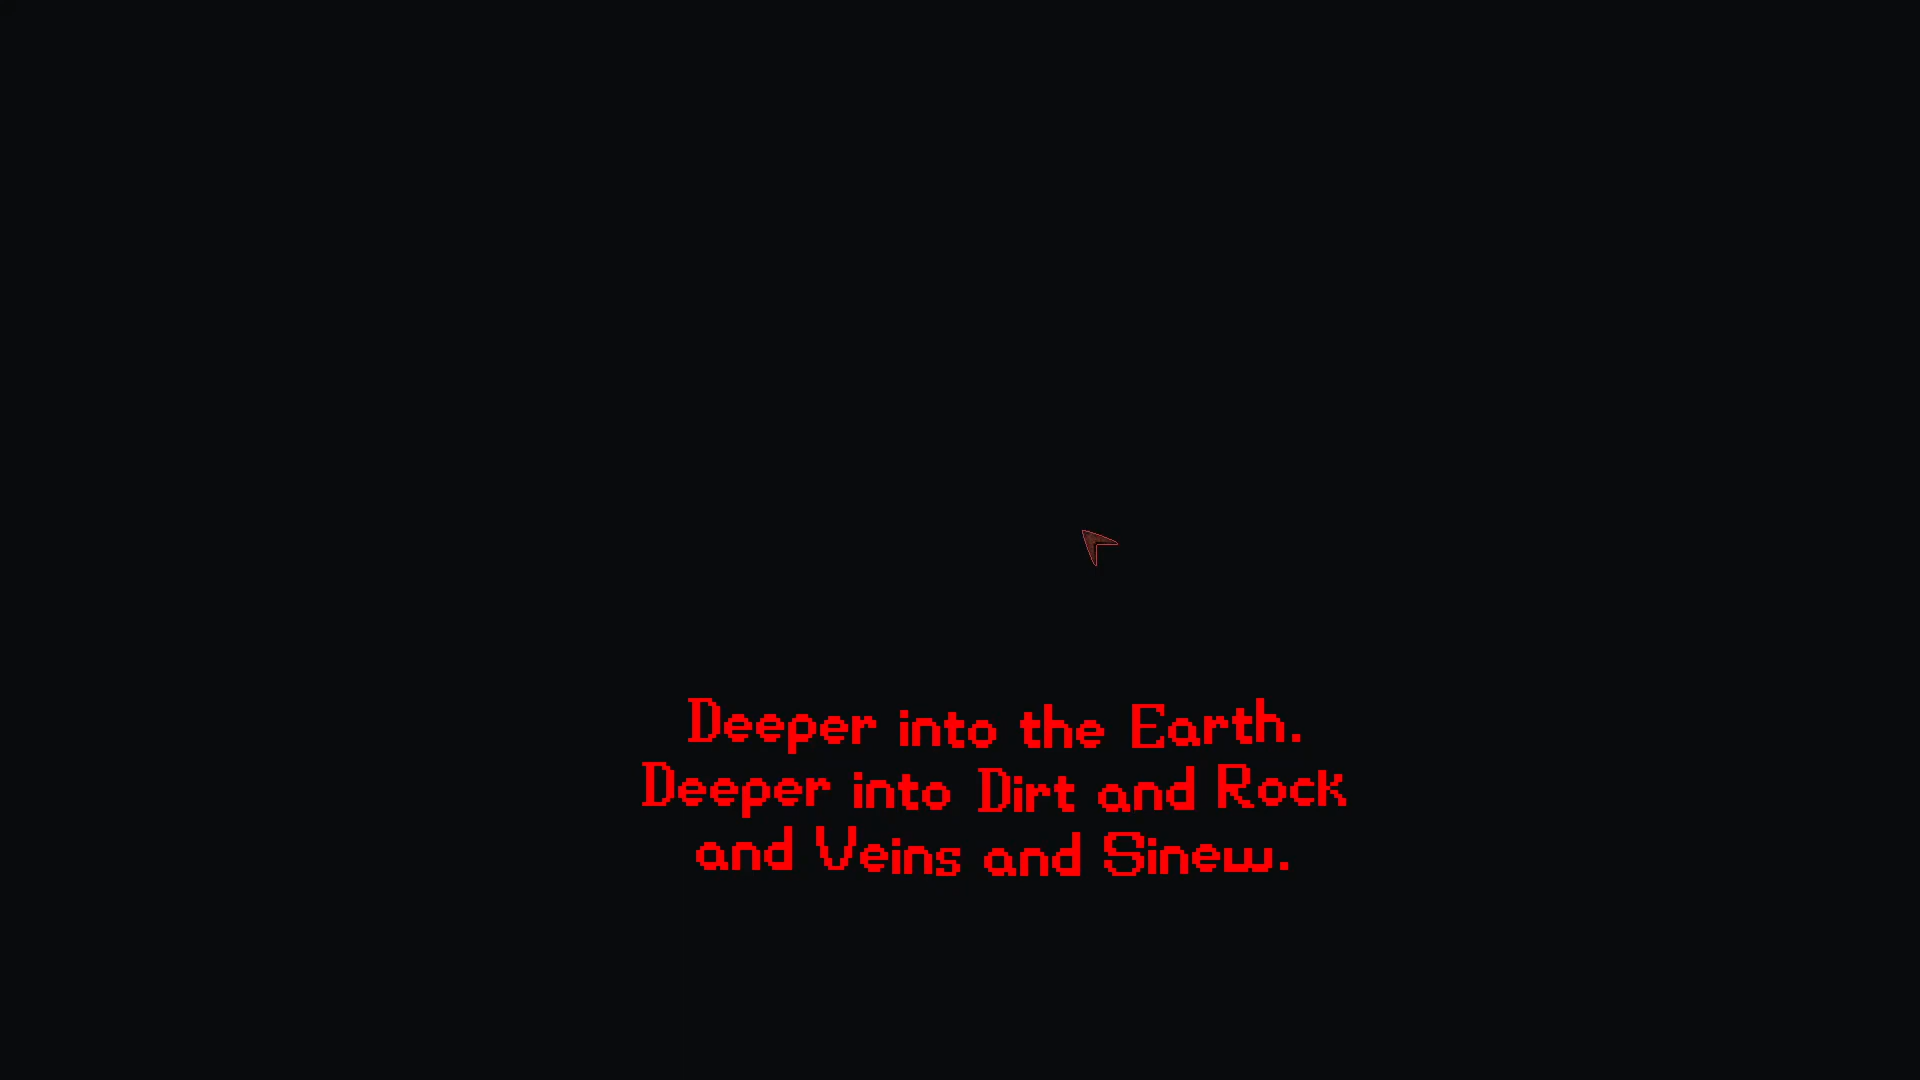 Deeper into the Earth.
Deeper into Dirt and Rock
and Veins and Sinew.